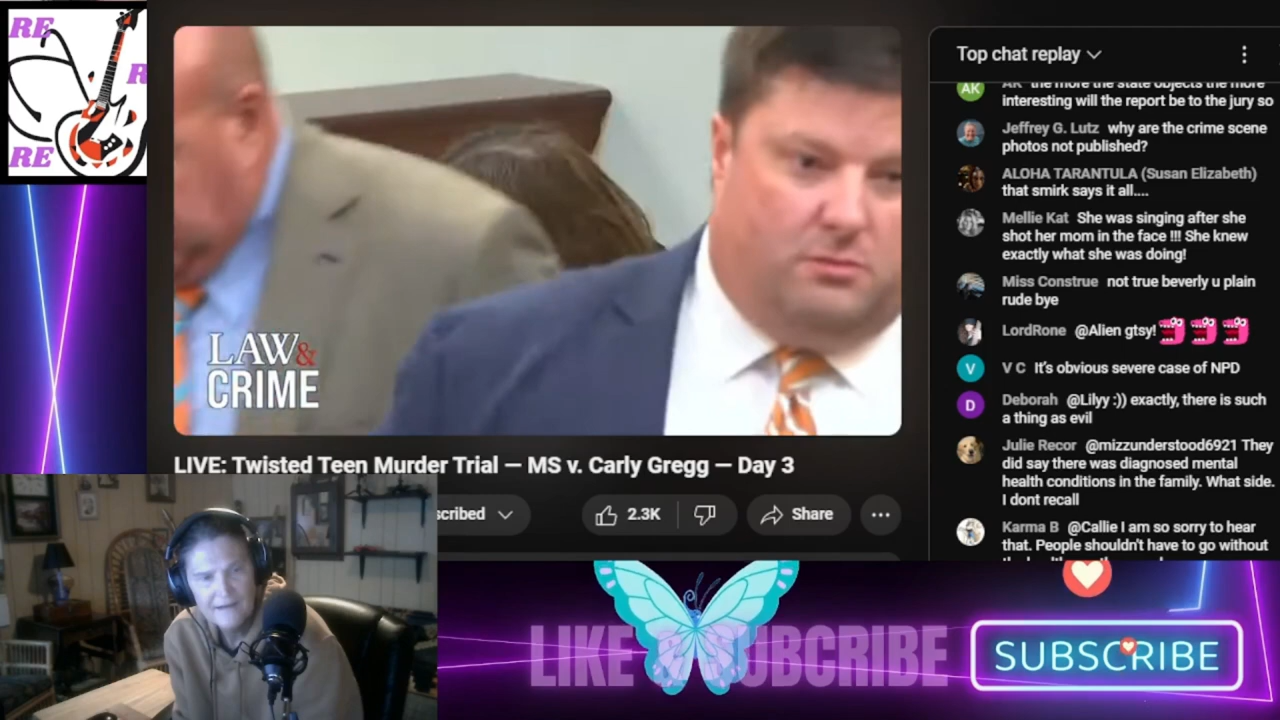 RE
R
RE
LAW&
CRIME
LIVE: Twisted Teen Murder Trial — MS v. Carly Gregg — Day 3
scribed
2.3K
Share
Top chat replay
AK
AK the more the state objects the more
interesting will the report be to the jury so
Jeffrey G. Lutz why are the crime scene
photos not published?
ALOHA TARANTULA (Susan Elizabeth)
that smirk says it all....
Mellie Kat She was singing after she
shot her mom in the face !!! She knew
exactly what she was doing!
Miss Construe not true beverly u plain
rude bye
LordRone @Alien gtsy!
V
V C It's obvious severe case of NPD
D
Deborah @Lilyy :)) exactly, there is such
a thing as evil
Julie Recor @mizzunderstood6921 They
did say there was diagnosed mental
health conditions in the family. What side.
I dont recall
Karma B @Callie I am so sorry to hear
that. People shouldn't have to go without
LIKE & SUBCRIBE
SUBSCRIBE